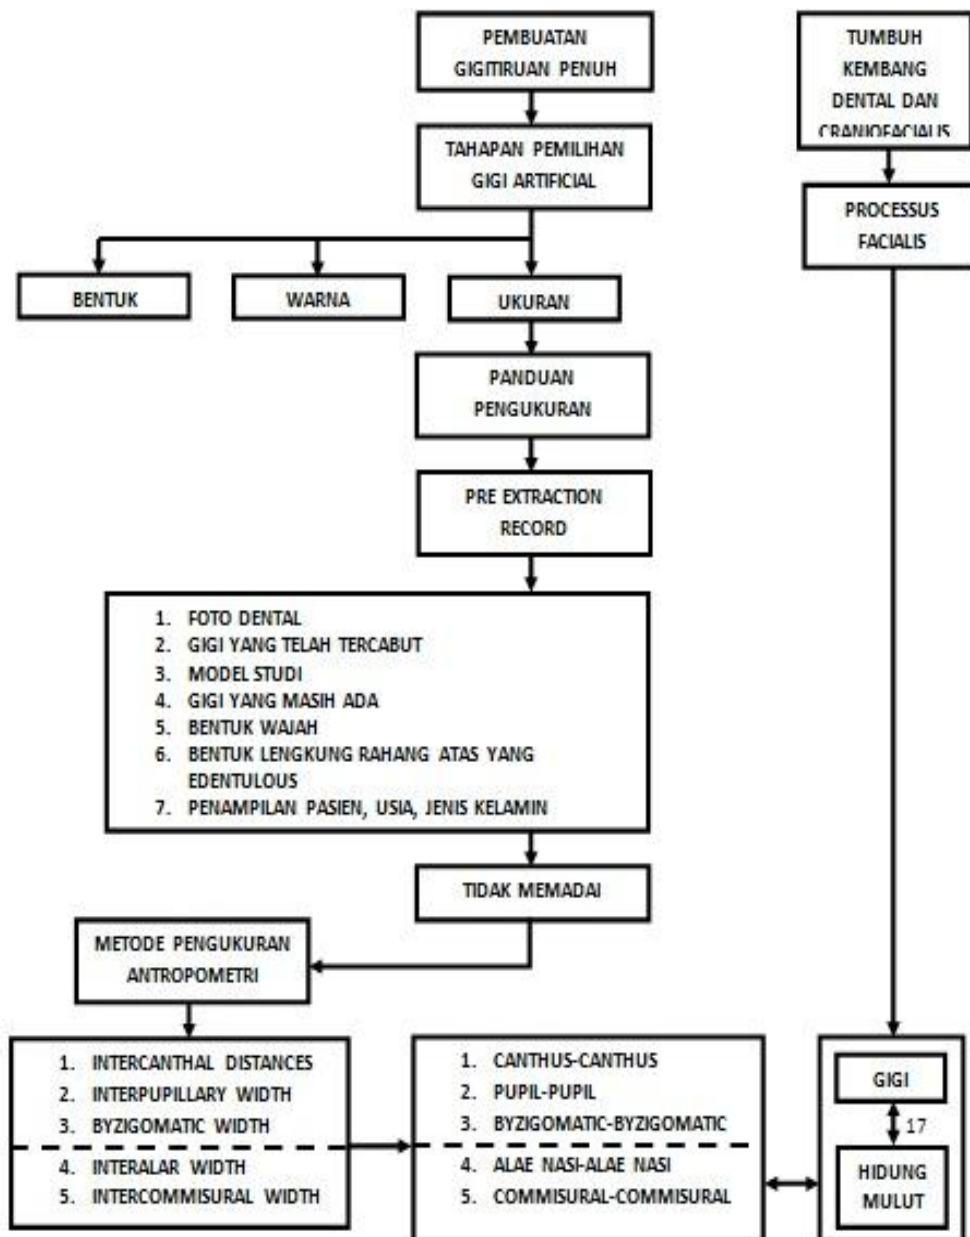 PEMBUATAN
GIGITIRUAN PENUH
TUMBUH
KEMBANG
DENTAL DAN
CRANIOFACIALIS
TAHAPAN PEMILIHAN
GIGI ARTIFICIAL
PROCESSUS
FACIALIS
BENTUK
WARNA
UKURAN
PANDUAN
PENGUKURAN
PRE EXTRACTION
RECORD
1. FOTO DENTAL
2. GIGI YANG TELAH TERCABUT
3. MODEL STUDI
4. GIGI YANG MASIH ADA
5. BENTUK WAJAH
6. BENTUK LENGKUNG RAHANG ATAS YANG
EDENTULOUS
7. PENAMPILAN PASIEN, USIA, JENIS KELAMIN
TIDAK MEMADAI
METODE PENGUKURAN
ANTROPOMETRI
1. INTERCANTHAL DISTANCES
2. INTERPUPILLARY WIDTH
3. BYZIGOMATIC WIDTH
4. INTERALAR WIDTH
5. INTERCOMMISURAL WIDTH
1. CANTHUS-CANTHUS
2. PUPIL-PUPIL
3. BYZIGOMATIC-BYZIGOMATIC
4. ALAE NASI-ALAE NASI
5. COMMISURAL-COMMISURAL
GIGI
17
HIDUNG
MULUT